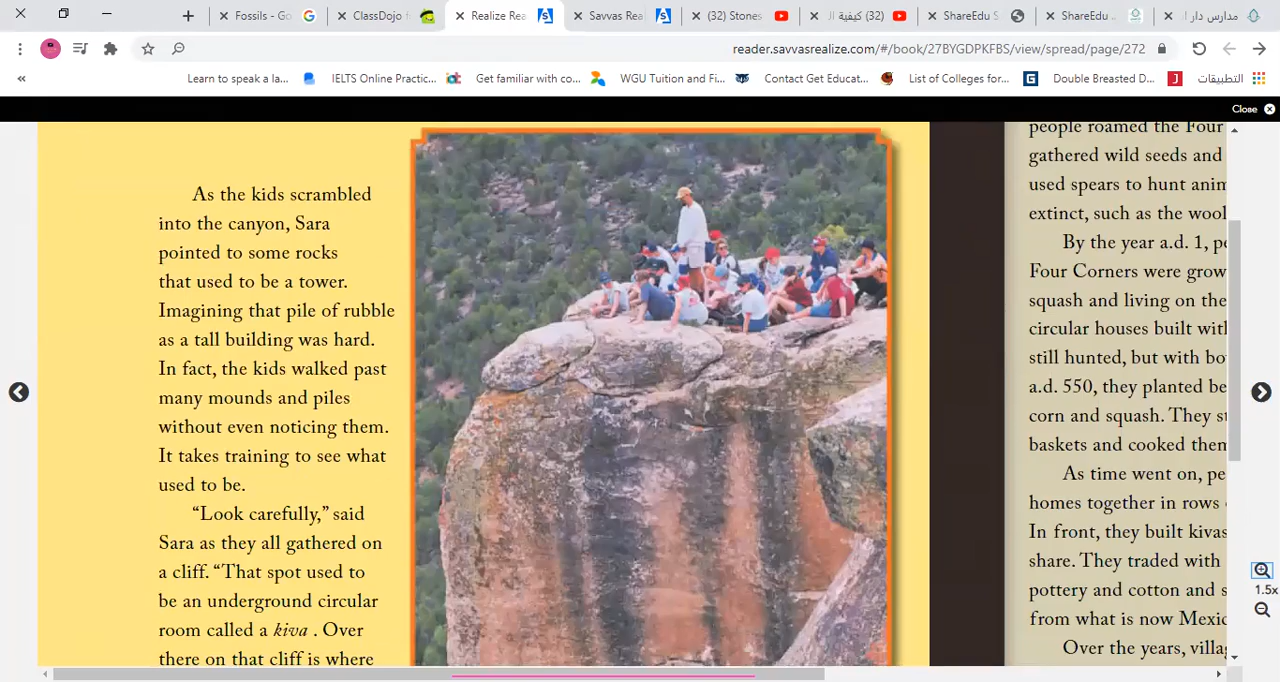 Fossils - Go
ClassDojo
Realize Rea
Savvas Rea
(32) Stones
(32) كيفية ال
ShareEdu S
ShareEdu
مدارس دار ا
reader.savvasrealize.com/#/book/27BYGDPKFBS/view/spread/page/272
«
Learn to speak a la...
IELTS Online Practic...
Get familiar with co...
WGU Tuition and Fi...
Contact Get Educat...
List of Colleges for...
Double Breasted D...
التطبيقات
Close
As the kids scrambled
into the canyon, Sara
pointed to some rocks
that used to be a tower.
Imagining that pile of rubble
as a tall building was hard.
In fact, the kids walked past
many mounds and piles
without even noticing them.
It takes training to see what
used to be.
“Look carefully,” said
Sara as they all gathered on
a cliff. “That spot used to
be an underground circular
room called a kiva . Over
there on that cliff is where
people roamed the Four
gathered wild seeds and
used spears to hunt anim
extinct, such as the wool
By the year a.d. 1, pe
Four Corners were grow
squash and living on the
circular houses built with
still hunted, but with bo
a.d. 550, they planted be
corn and squash. They st
baskets and cooked them
As time went on, pe
homes together in rows
In front, they built kivas
share. They traded with
pottery and cotton and s
from what is now Mexic
Over the years, villag
1.5x